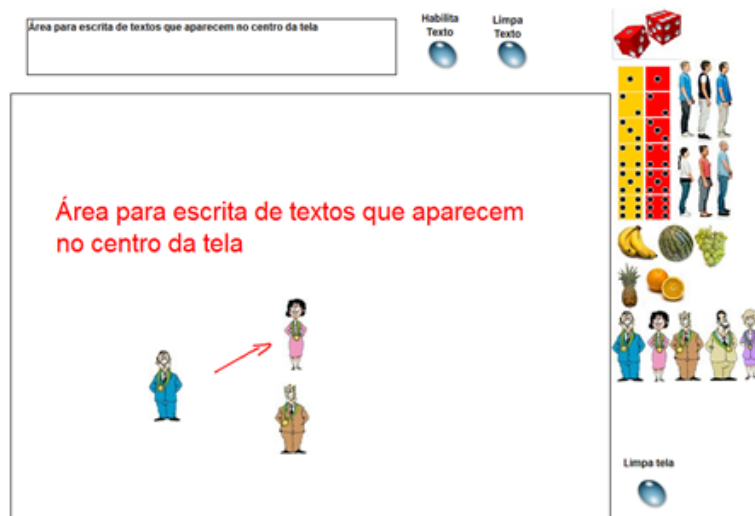 Área para escrita de textos que aparecem no centro da tela
Habilita
Texto
Limpa
Texto
Área para escrita de textos que aparecem
no centro da tela
Limpa tela